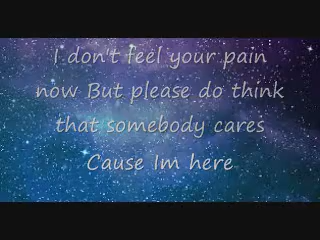 I don't feel your pain
now But please do think
that somebody cares
Cause Im here